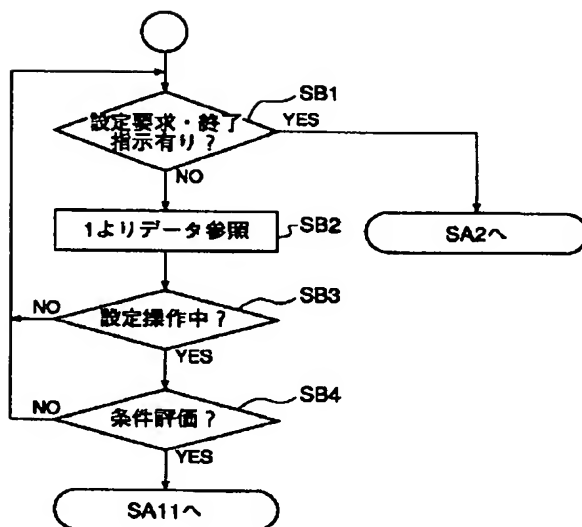 SB1
設定要求・終了
指示有り？
YES
NO
1よりデータ参照
SB2
SA2へ
SB3
NO
設定操作中？
YES
SB4
NO
条件評価？
YES
SA11へ